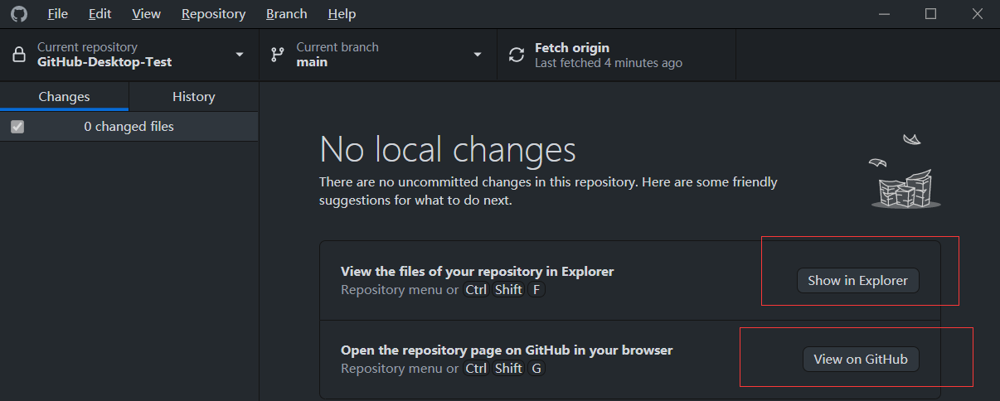 File Edit View Repository Branch Help
Current repository
GitHub-Desktop-Test
Current branch
main
Fetch origin
Last fetched 4 minutes ago
Changes
History
0 changed files
No local changes
There are no uncommitted changes in this repository. Here are some friendly
suggestions for what to do next.
View the files of your repository in Explorer
Repository menu or Ctrl Shift F
Show in Explorer
Open the repository page on GitHub in your browser
Repository menu or Ctrl Shift G
View on GitHub